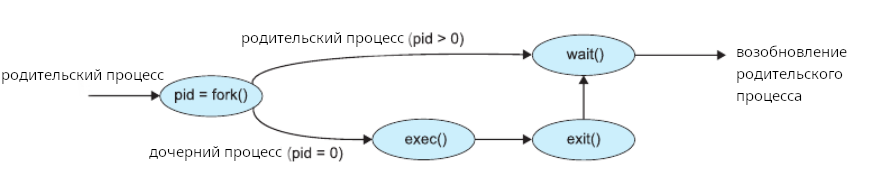 родительский процесс (pid > 0)
wait()
возобновление
родительского
процесса
родительский процесс
pid = fork()
exec()
exit()
дочерний процесс (pid = 0)